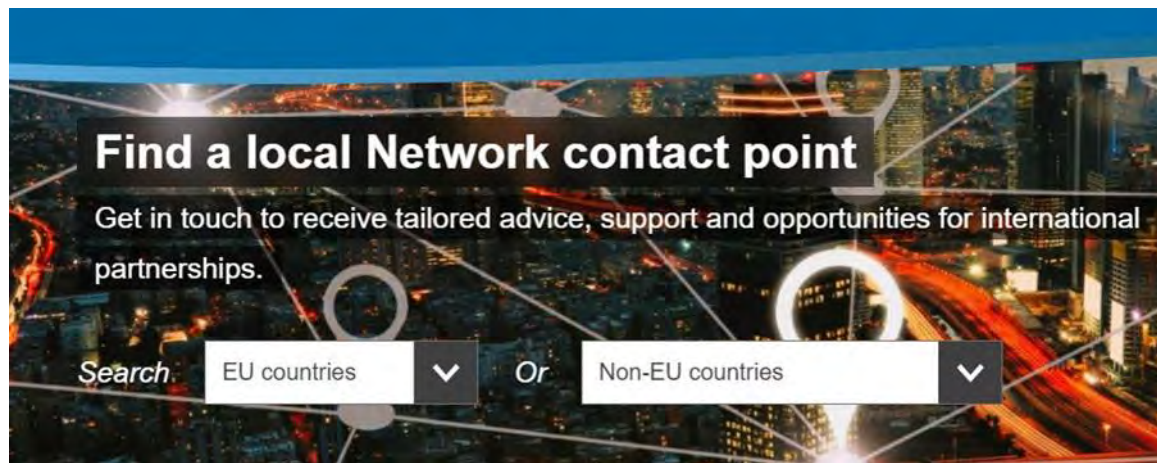 Find a local Network contact point
Get in touch to receive tailored advice, support and opportunities for international
partnerships.
Search EU countries Or Non-EU countries